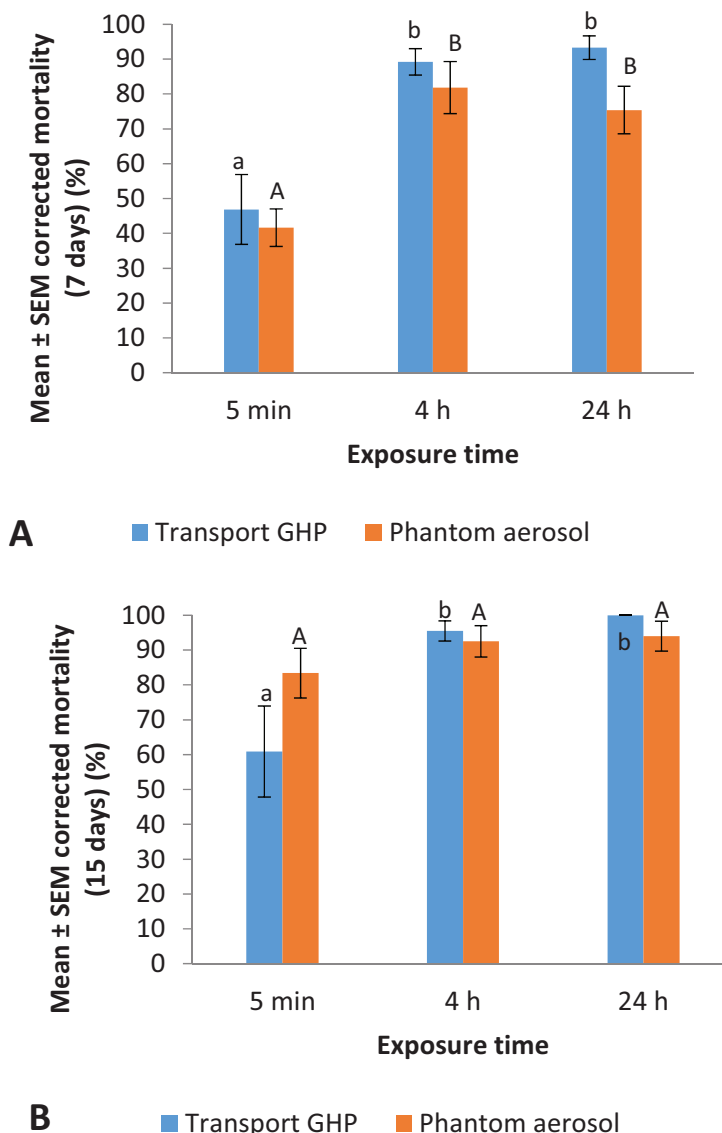 Mean ± SEM corrected mortality
(7 days) (%)
100
90
80
70
60
50
40
30
20
10
0
a
A
b
B
b
B
5 min
4 h
24 h
Exposure time
A
Transport GHP
Phantom aerosol
Mean ± SEM corrected mortality
(15 days) (%)
100
90
80
70
60
50
40
30
20
10
0
a
A
b
A
b
A
5 min
4 h
24 h
Exposure time
B
Transport GHP
Phantom aerosol